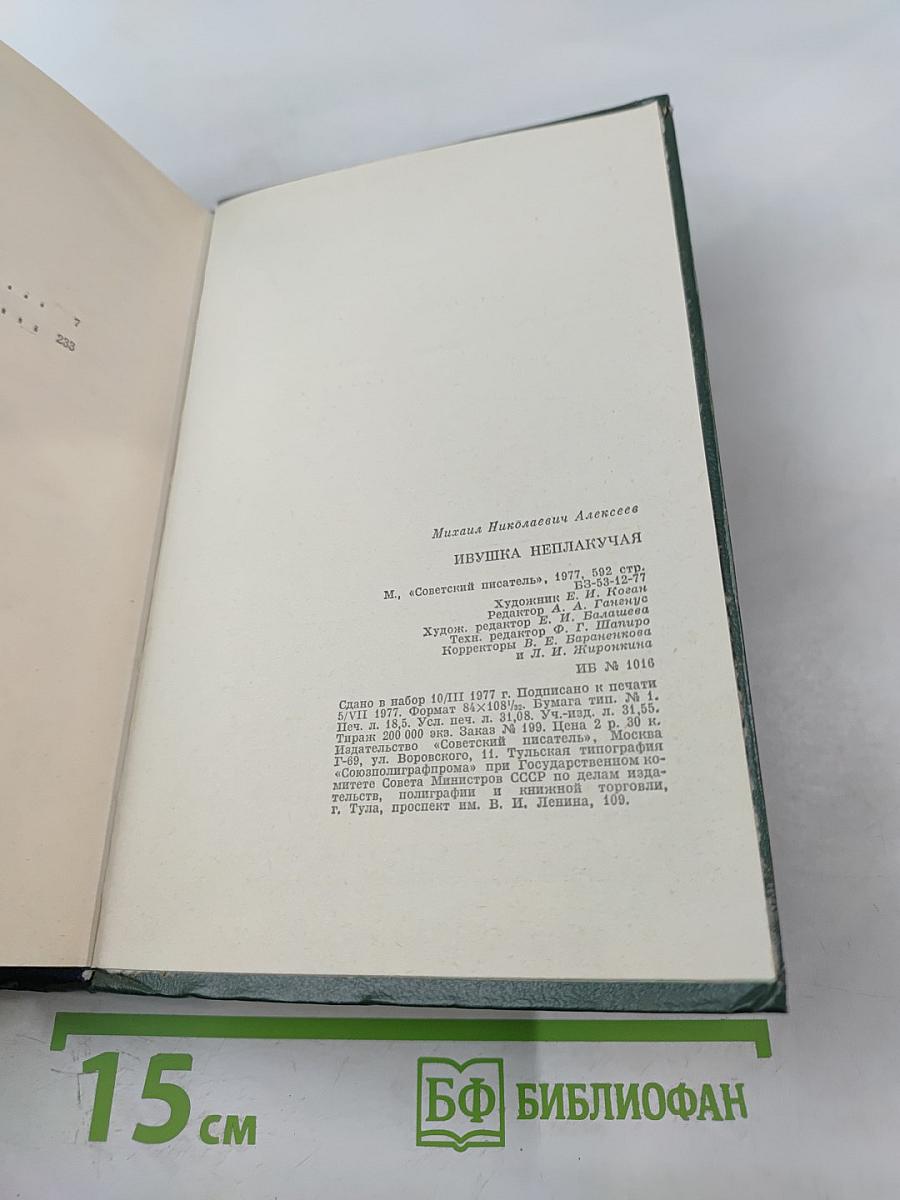 . . . 7
. . . . 233
Михаил Николаевич Алексеев
ИВУШКА НЕПЛАКУЧАЯ
М., «Советский писатель», 1977, 592 стр.
БЗ-53-12-77
Художник Е. И. Коган
Редактор А. А. Гангнус
Худож. редактор Е. И. Балашева
Техн. редактор Ф. Г. Шапиро
Корректоры В. Е. Бараненкова
и Л. И. Жиронкина
ИБ № 1016
Сдано в набор 10/III 1977 г. Подписано к печати
5/VII 1977. Формат 84×108¹/₃₂. Бумага тип. № 1.
Печ. л. 18,5. Усл. печ. л. 31,08. Уч.-изд. л. 31,55.
Тираж 200 000 экз. Заказ № 199. Цена 2 р. 30 к.
Издательство «Советский писатель», Москва
Г-69, ул. Воровского, 11. Тульская типография
«Союзполиграфпрома» при Государственном ко-
митете Совета Министров СССР по делам изда-
тельств, полиграфии и книжной торговли,
г. Тула, проспект им. В. И. Ленина, 109.
15 см
БФ БИБЛИОФАН